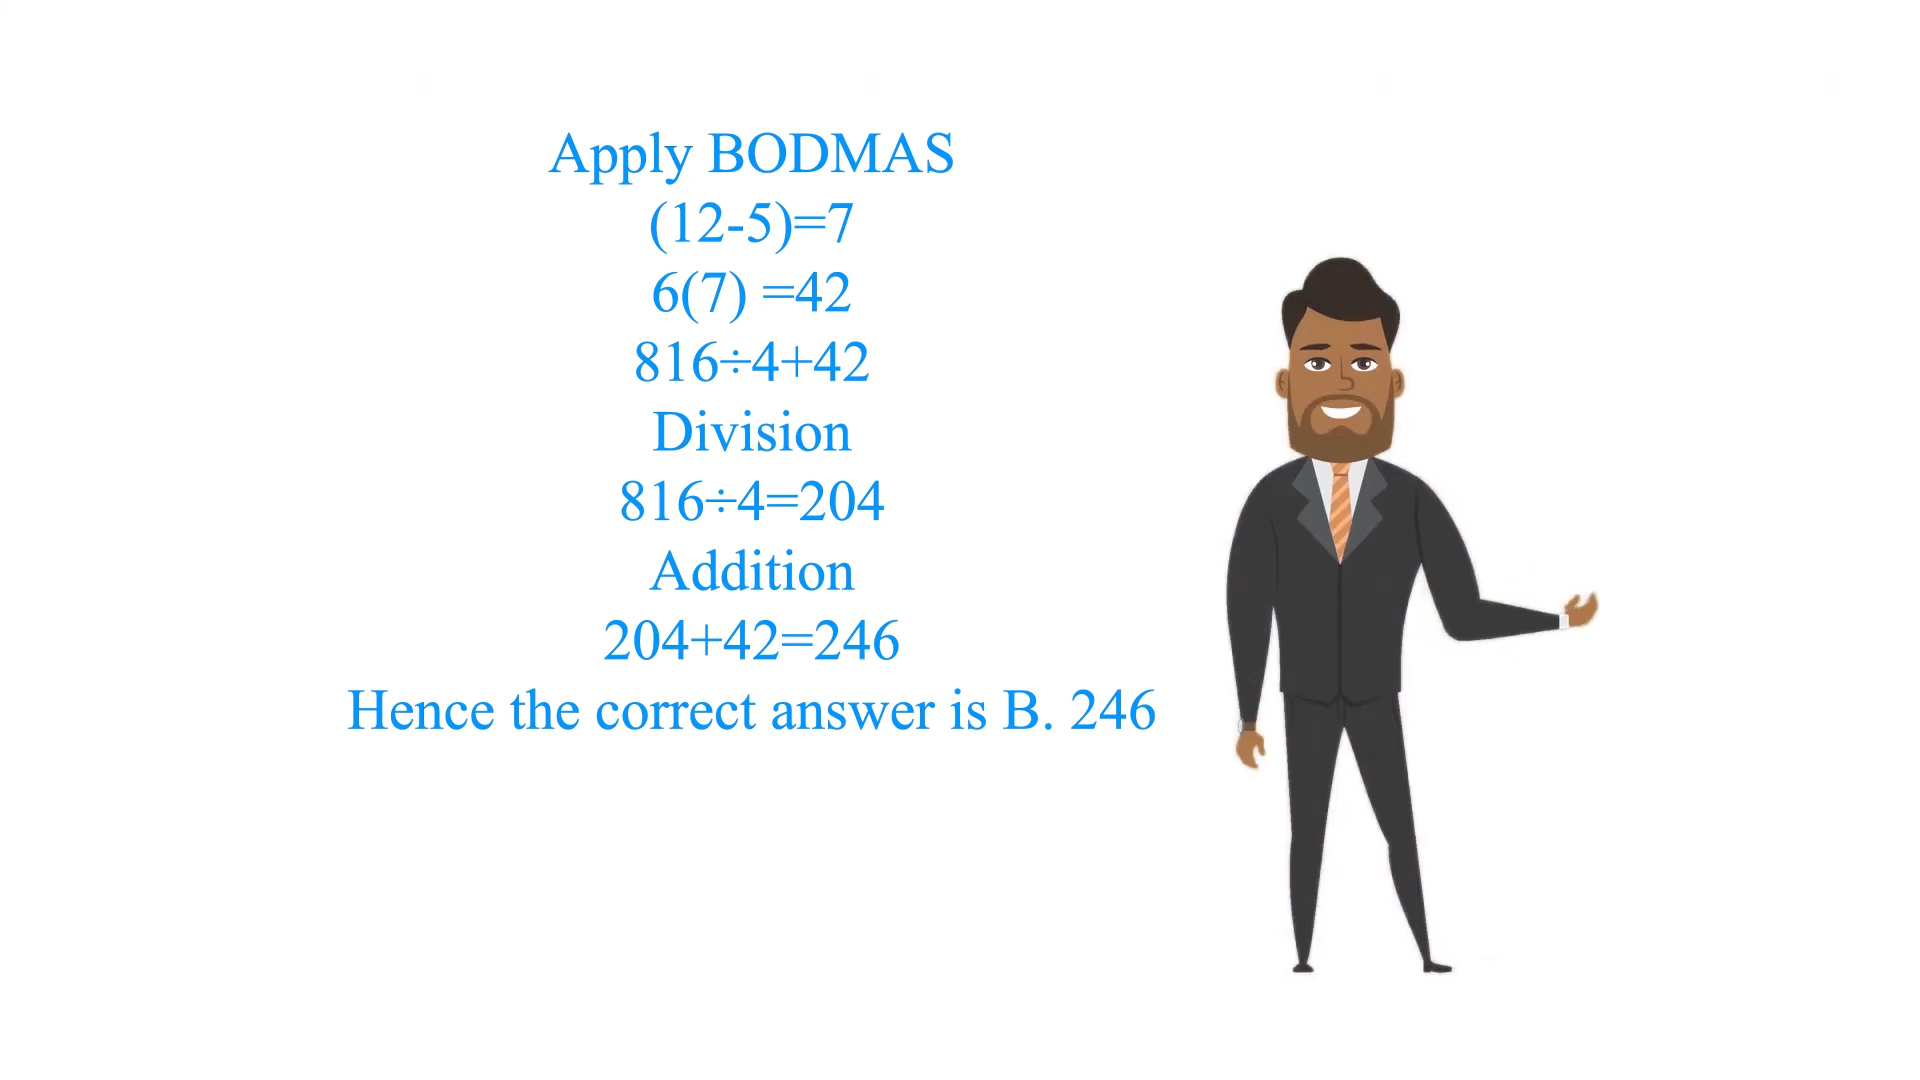 Apply BODMAS
(12-5)=7
6(7) =42
816÷4+42
Division
816÷4=204
Addition
204+42=246
Hence the correct answer is B. 246